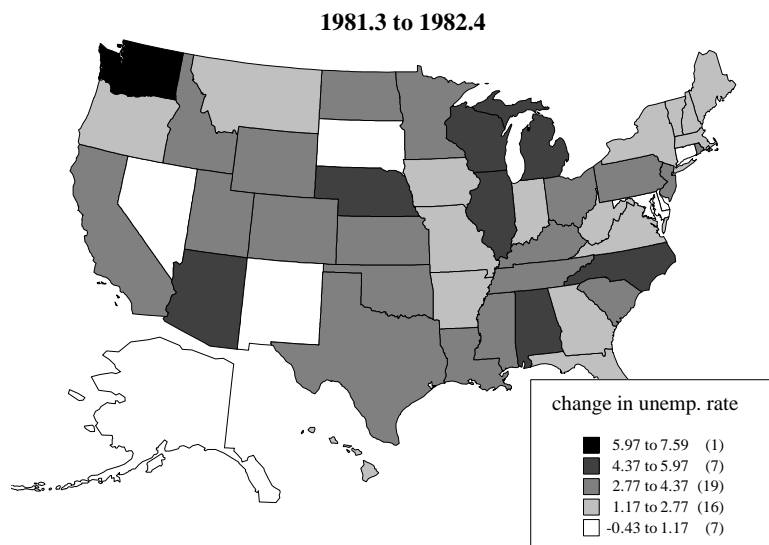 1981.3 to 1982.4
change in unemp. rate
5.97 to 7.59 (1)
4.37 to 5.97 (7)
2.77 to 4.37 (19)
1.17 to 2.77 (16)
-0.43 to 1.17 (7)